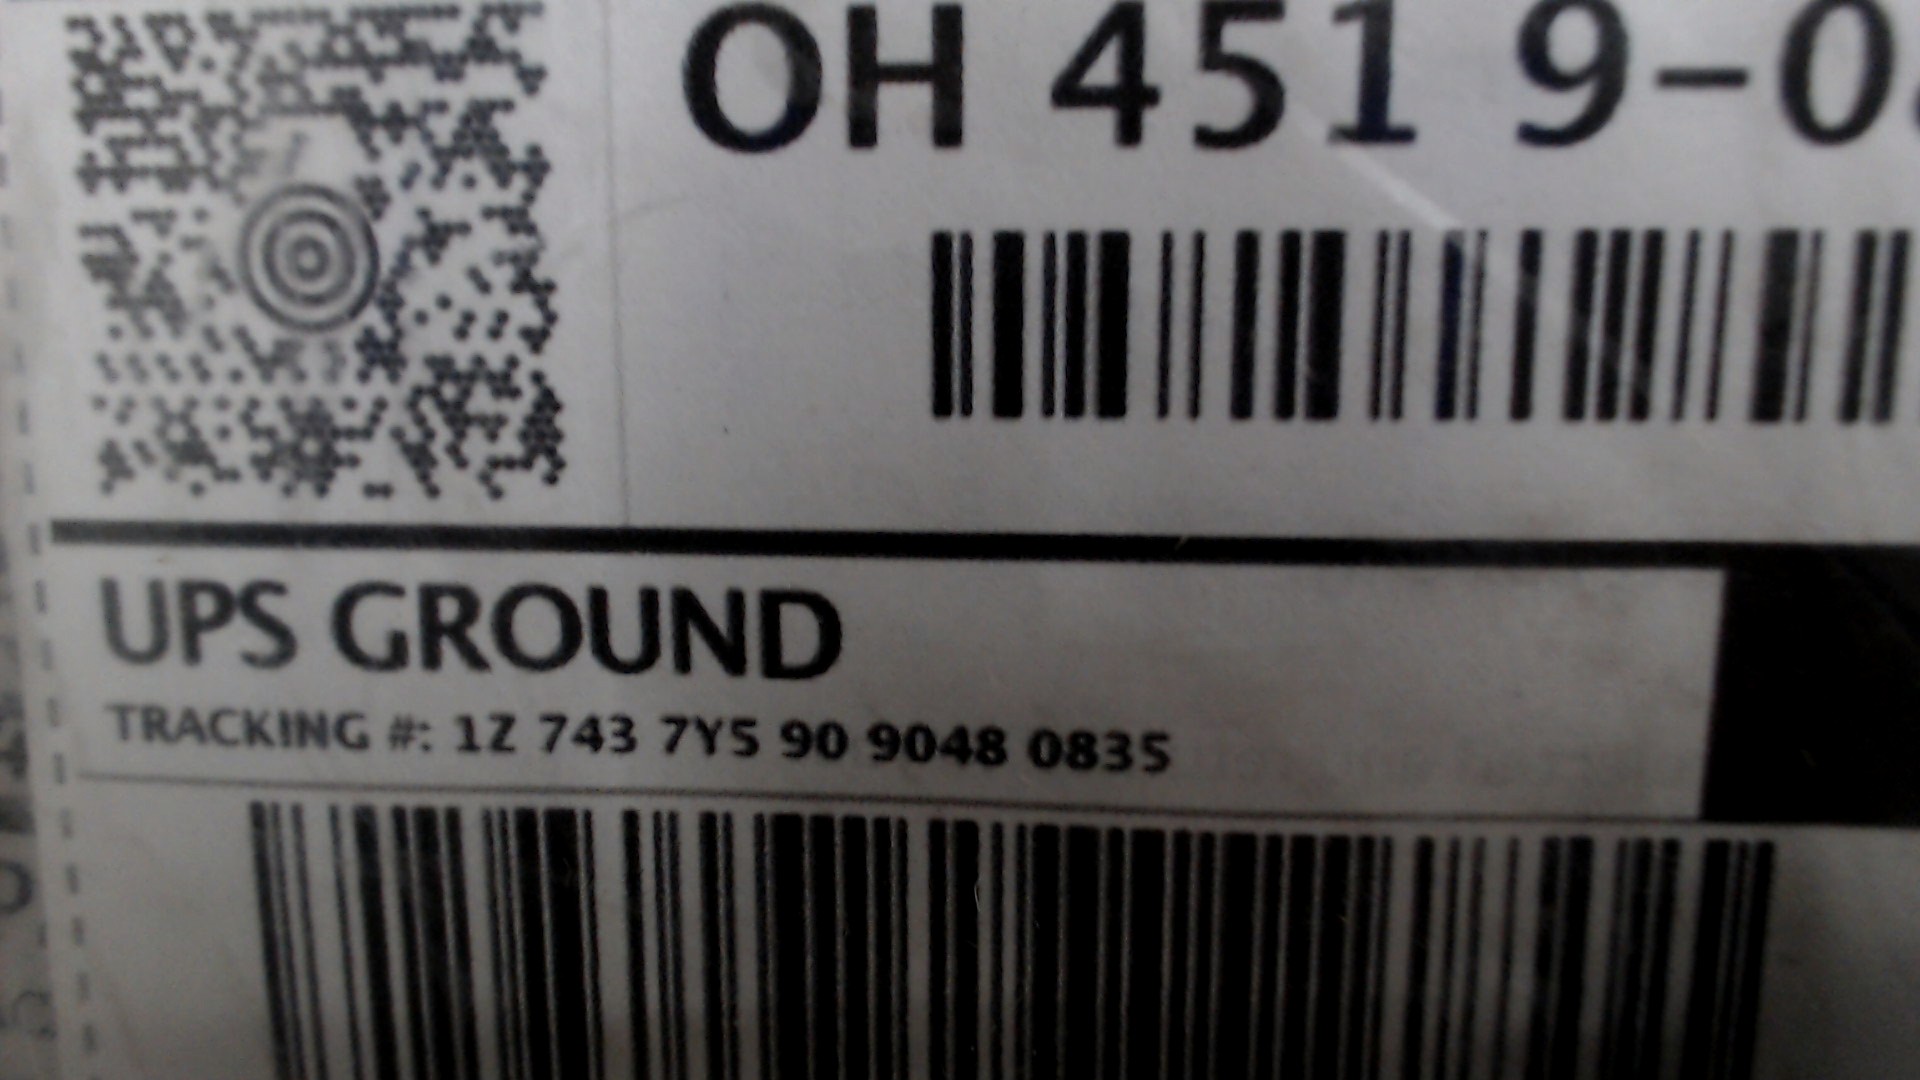 OH 451 9-0
UPS GROUND
TRACKING #: 1Z 743 7Y5 90 9048 0835